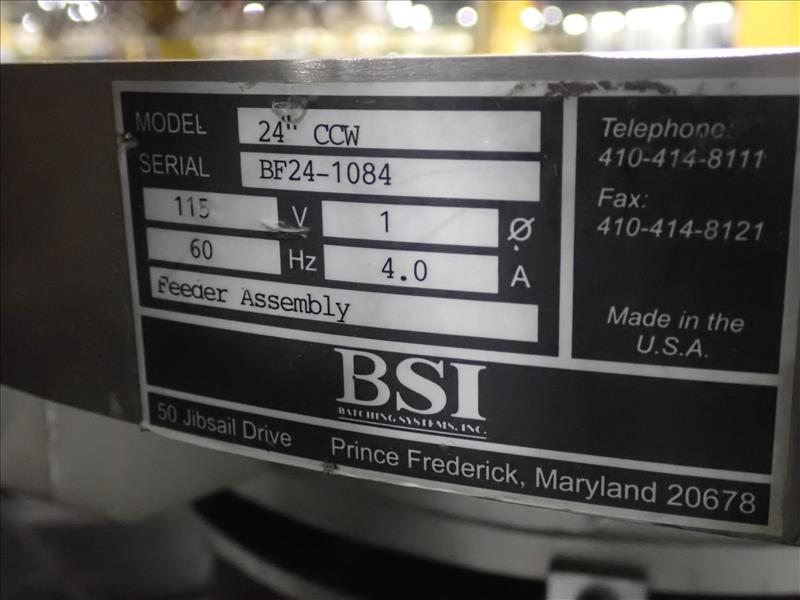 MODEL 24" CCW
SERIAL BF24-1084
115 V 1 Ø
60 Hz 4.0 A
Feeder Assembly
Telephone:
410-414-8111
Fax:
410-414-8121
Made in the
U.S.A.
BSI
BATCHING SYSTEMS, INC.
50 Jibsail Drive Prince Frederick, Maryland 20678